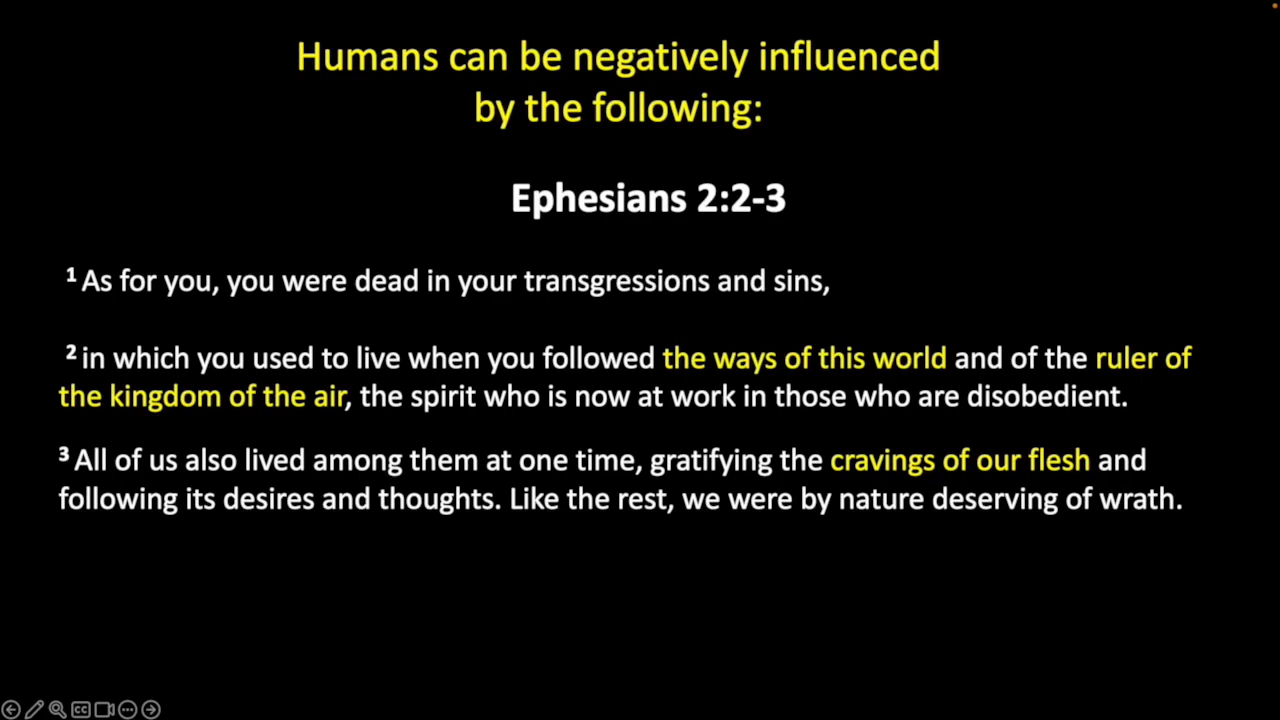 Humans can be negatively influenced
by the following:
Ephesians 2:2-3
1 As for you, you were dead in your transgressions and sins,
2 in which you used to live when you followed the ways of this world and of the ruler of
the kingdom of the air, the spirit who is now at work in those who are disobedient.
3 All of us also lived among them at one time, gratifying the cravings of our flesh and
following its desires and thoughts. Like the rest, we were by nature deserving of wrath.
CC